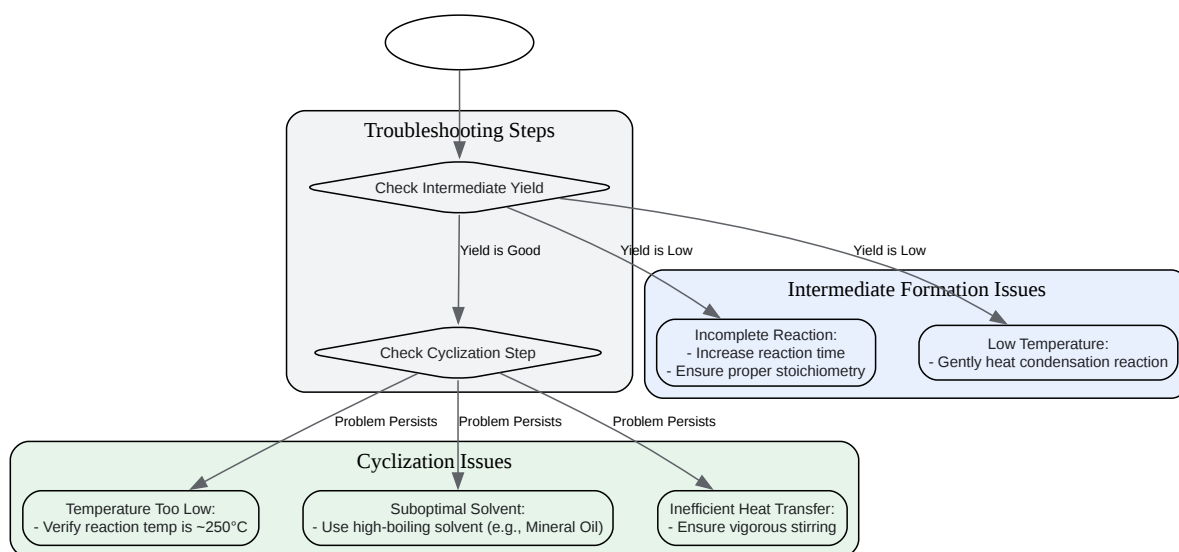 Troubleshooting Steps
Check Intermediate Yield
Yield is Good
Yield is Low
Yield is Low
Intermediate Formation Issues
Incomplete Reaction:
- Increase reaction time
- Ensure proper stoichiometry
Low Temperature:
- Gently heat condensation reaction
Check Cyclization Step
Problem Persists
Problem Persists
Problem Persists
Cyclization Issues
Temperature Too Low:
- Verify reaction temp is ~250°C
Suboptimal Solvent:
- Use high-boiling solvent (e.g., Mineral Oil)
Inefficient Heat Transfer:
- Ensure vigorous stirring